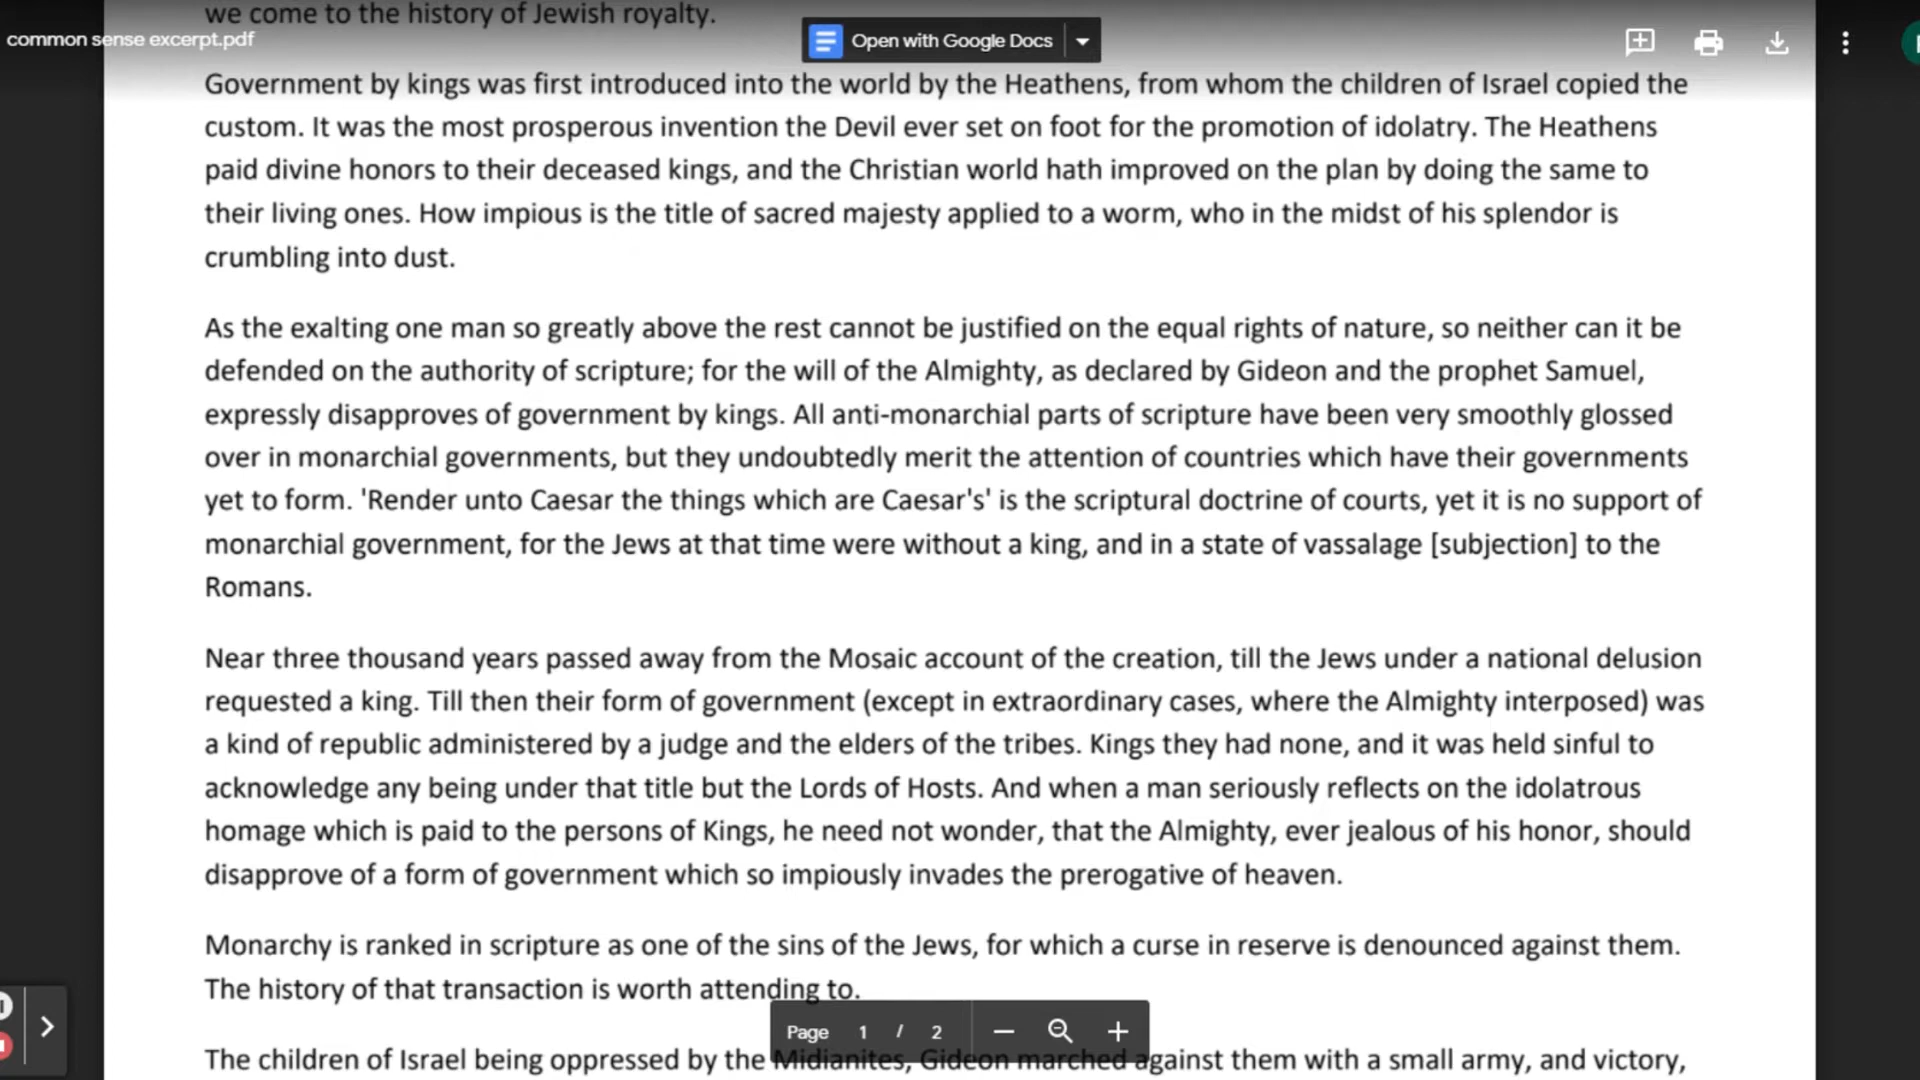 we come to the history of Jewish royalty.
common sense excerpt.pdf
Open with Google Docs
Government by kings was first introduced into the world by the Heathens, from whom the children of Israel copied the
custom. It was the most prosperous invention the Devil ever set on foot for the promotion of idolatry. The Heathens
paid divine honors to their deceased kings, and the Christian world hath improved on the plan by doing the same to
their living ones. How impious is the title of sacred majesty applied to a worm, who in the midst of his splendor is
crumbling into dust.
As the exalting one man so greatly above the rest cannot be justified on the equal rights of nature, so neither can it be
defended on the authority of scripture; for the will of the Almighty, as declared by Gideon and the prophet Samuel,
expressly disapproves of government by kings. All anti-monarchial parts of scripture have been very smoothly glossed
over in monarchial governments, but they undoubtedly merit the attention of countries which have their governments
yet to form. 'Render unto Caesar the things which are Caesar's' is the scriptural doctrine of courts, yet it is no support of
monarchial government, for the Jews at that time were without a king, and in a state of vassalage [subjection] to the
Romans.
Near three thousand years passed away from the Mosaic account of the creation, till the Jews under a national delusion
requested a king. Till then their form of government (except in extraordinary cases, where the Almighty interposed) was
a kind of republic administered by a judge and the elders of the tribes. Kings they had none, and it was held sinful to
acknowledge any being under that title but the Lords of Hosts. And when a man seriously reflects on the idolatrous
homage which is paid to the persons of Kings, he need not wonder, that the Almighty, ever jealous of his honor, should
disapprove of a form of government which so impiously invades the prerogative of heaven.
Monarchy is ranked in scripture as one of the sins of the Jews, for which a curse in reserve is denounced against them.
The history of that transaction is worth attending to.
Page 1 / 2
The children of Israel being oppressed by the Midianites, Gideon marched against them with a small army, and victory,